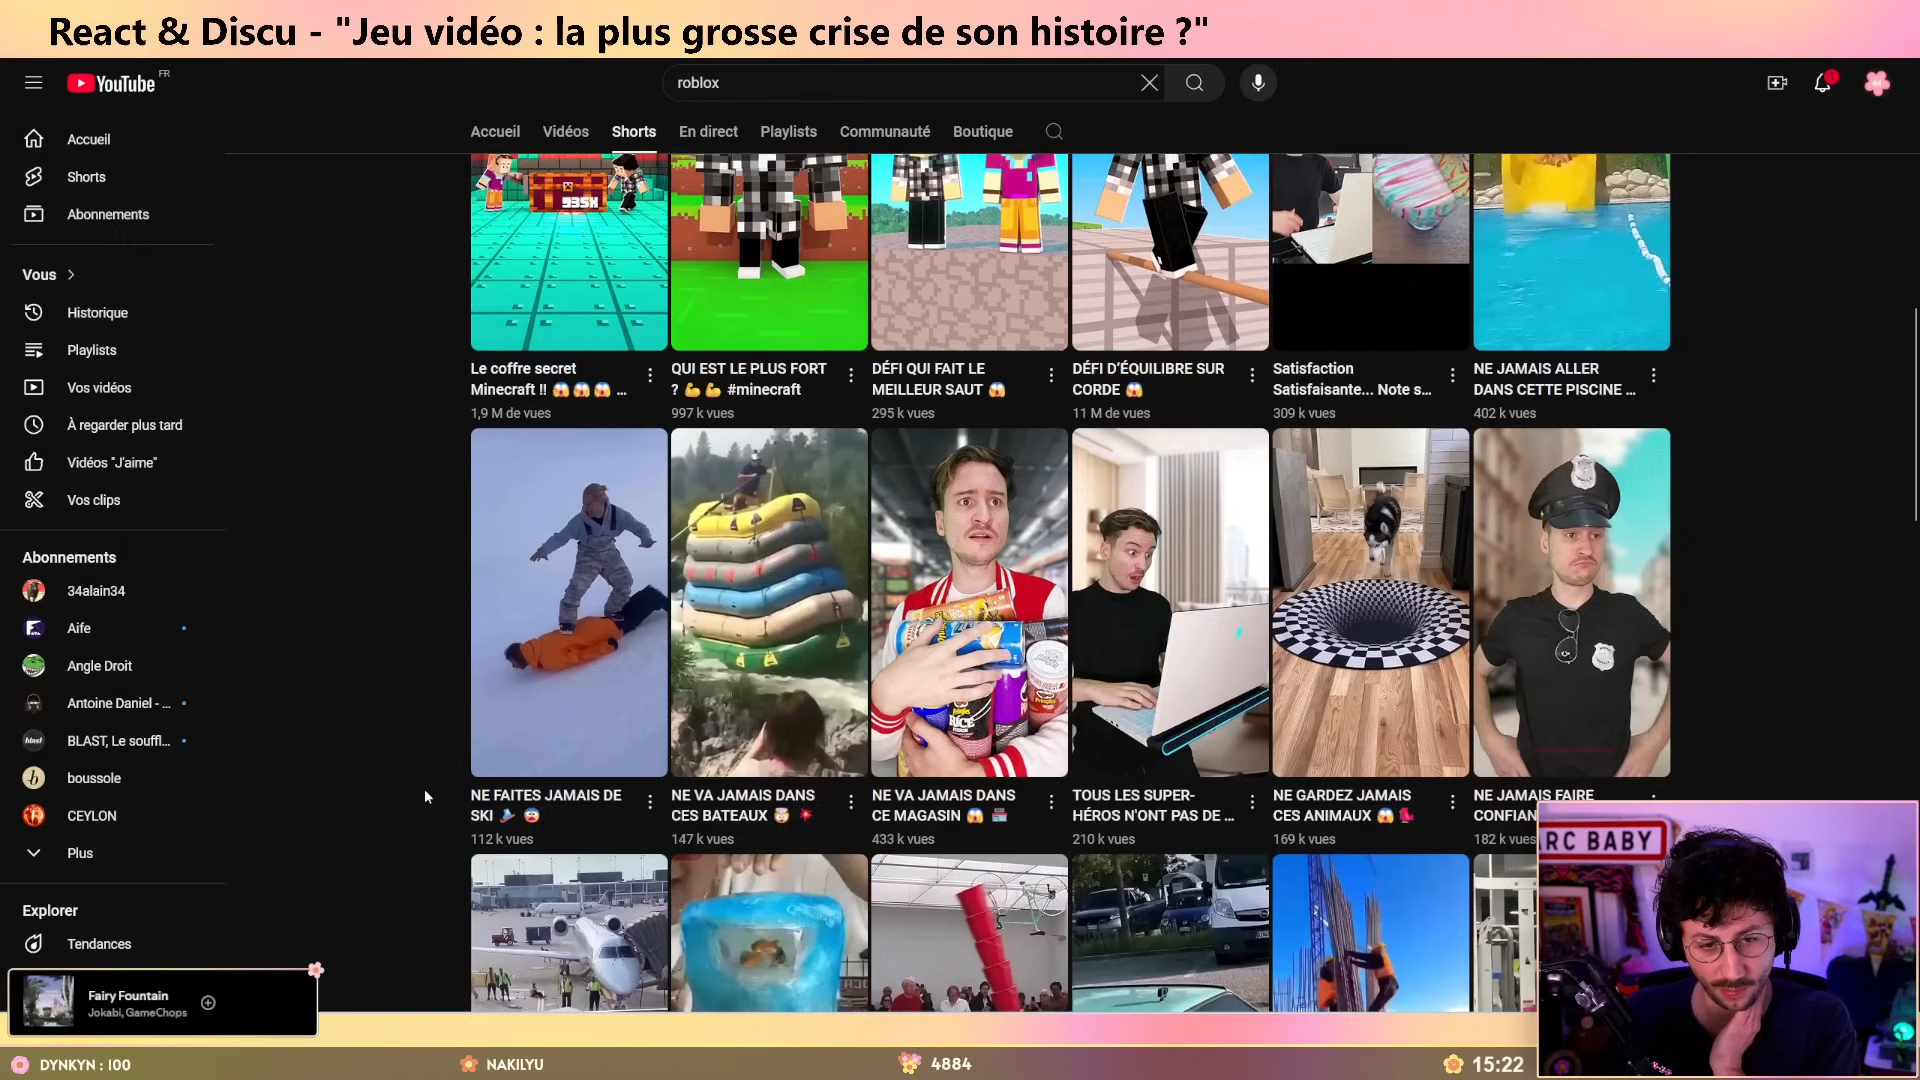 React & Discu - "Jeu vidéo : la plus grosse crise de son histoire ?"
YouTube FR
roblox
1
Accueil
Shorts
Abonnements
Vous
Historique
Playlists
Vos vidéos
À regarder plus tard
Vidéos "J'aime"
Vos clips
Abonnements
34alain34
Aife
Angle Droit
Antoine Daniel - ...
BLAST, Le souffl...
boussole
CEYLON
Plus
Explorer
Tendances
Accueil Vidéos Shorts En direct Playlists Communauté Boutique
935X
Le coffre secret
Minecraft !! 😱 😱 😱 ...
1,9 M de vues
QUI EST LE PLUS FORT
? 💪 💪 #minecraft
997 k vues
DÉFI QUI FAIT LE
MEILLEUR SAUT 😱
295 k vues
DÉFI D'ÉQUILIBRE SUR
CORDE 😱
11 M de vues
Satisfaction
Satisfaisante... Note s...
309 k vues
NE JAMAIS ALLER
DANS CETTE PISCINE ...
402 k vues
Pringles
RICE
NE FAITES JAMAIS DE
SKI 🎿 😨
112 k vues
NE VA JAMAIS DANS
CES BATEAUX 🤯 💥
147 k vues
NE VA JAMAIS DANS
CE MAGASIN 😱 🏪
433 k vues
TOUS LES SUPER-
HÉROS N'ONT PAS DE ...
210 k vues
NE GARDEZ JAMAIS
CES ANIMAUX 😱 🐕
169 k vues
NE JAMAIS FAIRE
CONFIAN
182 k vues
ARC BABY
Fairy Fountain
Jokabi, GameChops
DYNKYN : 100
NAKILYU
4884
15:22